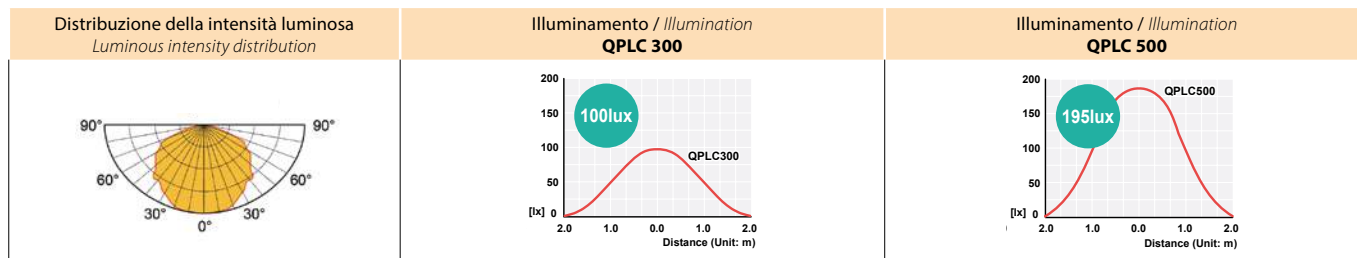 Distribuzione della intensità luminosa
Luminous intensity distribution
Illuminamento / Illumination
QPLC 300
Illuminamento / Illumination
QPLC 500
90°
90°
60°
60°
30°
30°
0°
200
150
100
50
[lx] 0
100lux
QPLC300
2.0 1.0 0.0 1.0 2.0
Distance (Unit: m)
200
150
100
50
[lx] 0
195lux
QPLC500
2.0 1.0 0.0 1.0 2.0
Distance (Unit: m)